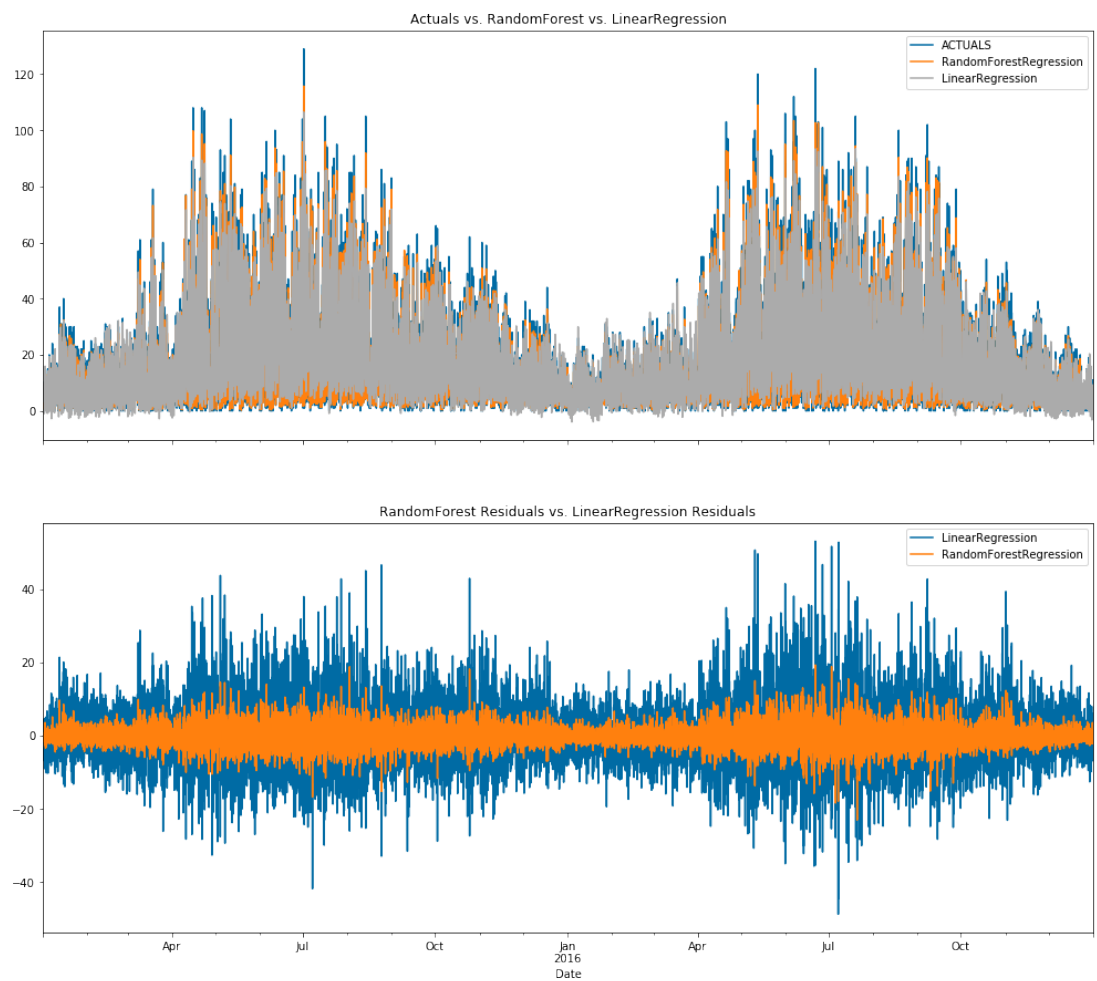 Actuals vs. RandomForest vs. LinearRegression
ACTUALS
RandomForestRegression
LinearRegression
120
100
80
60
40
20
0
RandomForest Residuals vs. LinearRegression Residuals
LinearRegression
RandomForestRegression
40
20
0
−20
−40
Apr Jul Oct Jan Apr Jul Oct
2016
Date